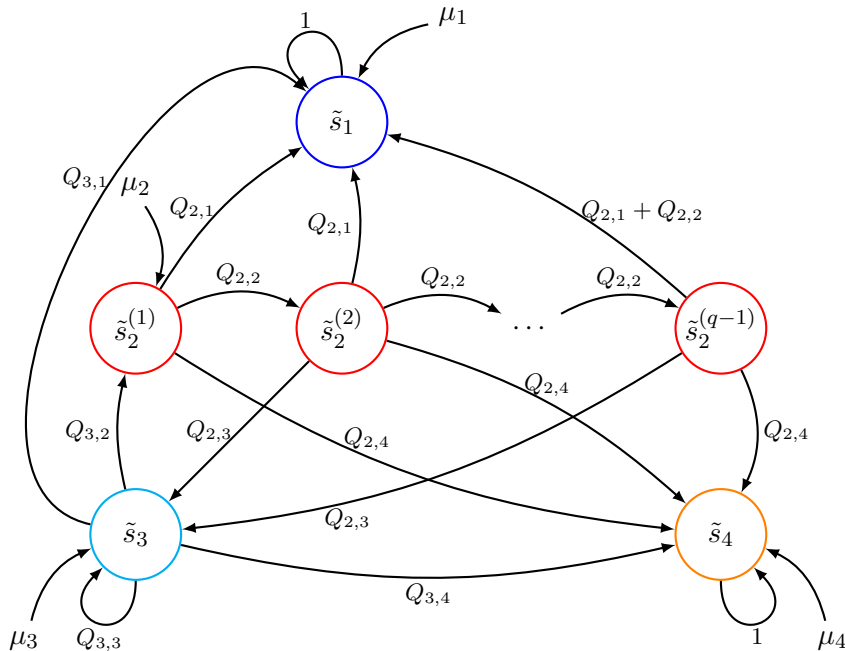 1
μ₁
s̃₁
Q₃,₁
μ₂
Q₂,₁
Q₂,₁
Q₂,₁ + Q₂,₂
Q₂,₂
Q₂,₂
Q₂,₂
s̃₂⁽¹⁾
s̃₂⁽²⁾
...
s̃₂⁽q⁻¹⁾
Q₃,₂
Q₂,₃
Q₂,₄
Q₂,₄
Q₂,₄
Q₂,₃
s̃₃
s̃₄
Q₃,₄
μ₃
Q₃,₃
1
μ₄